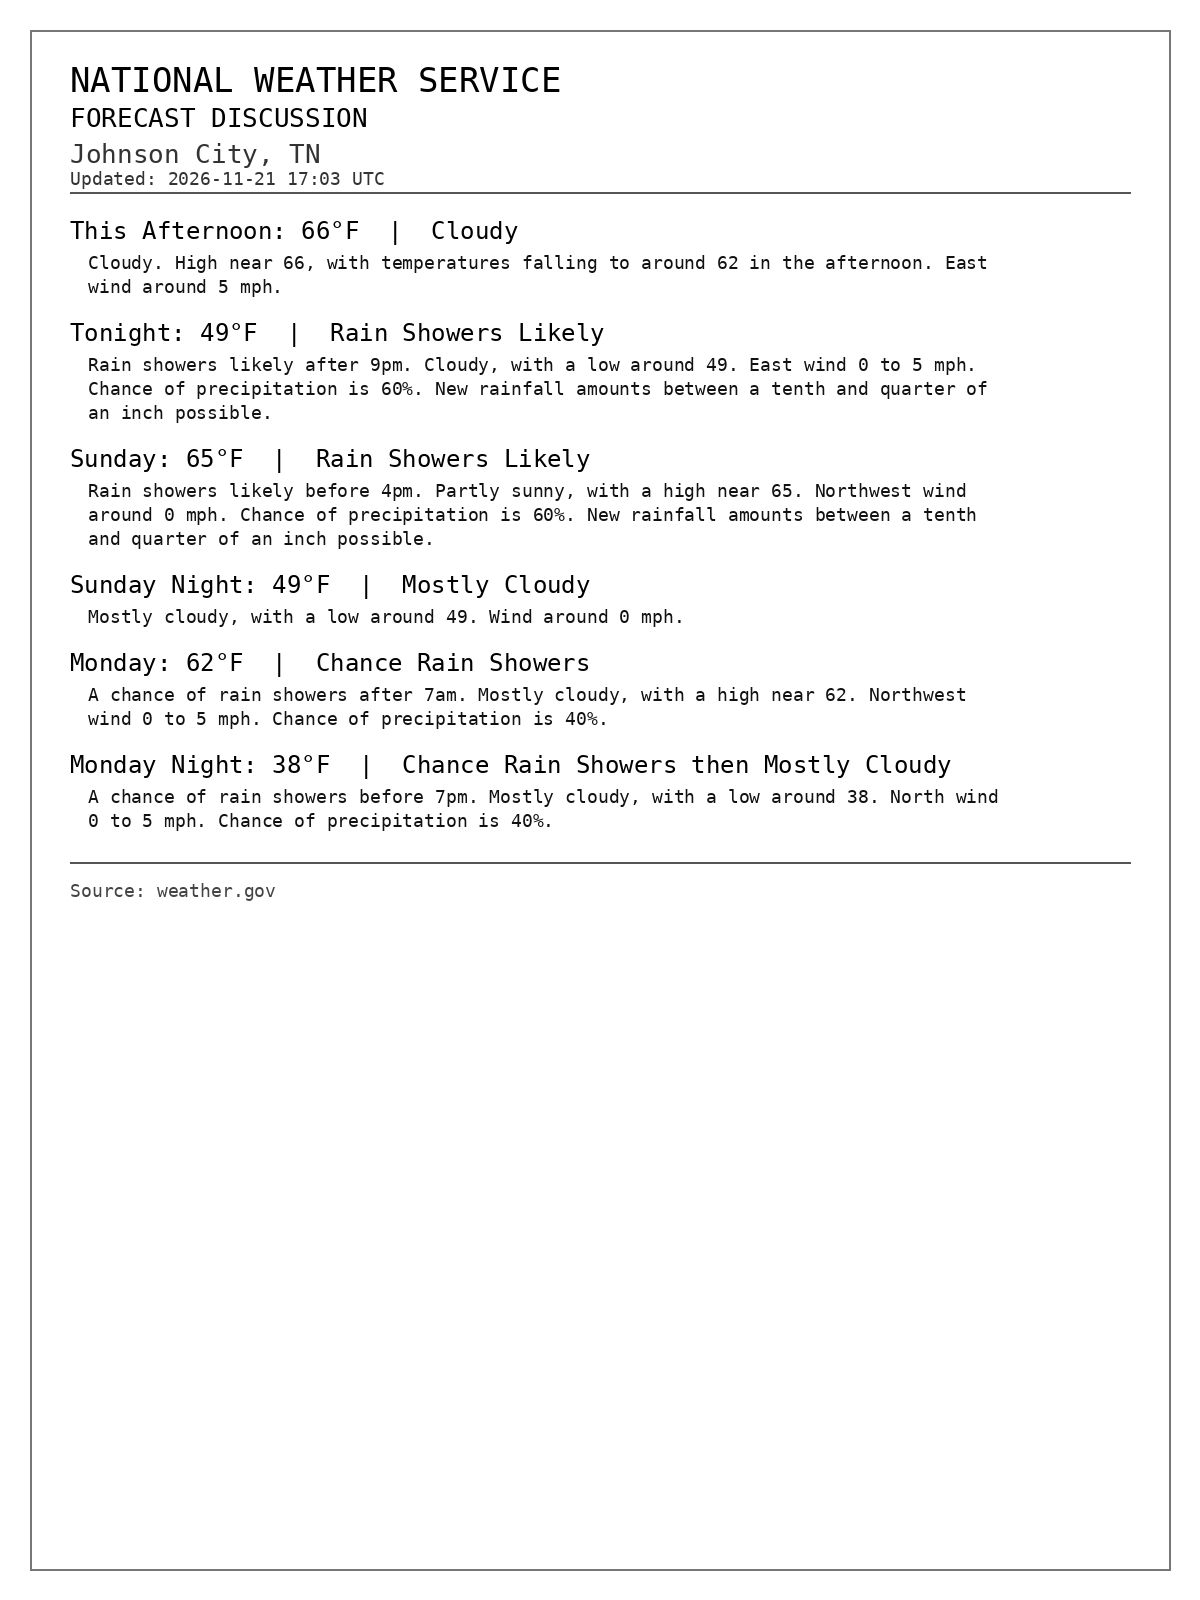 NATIONAL WEATHER SERVICE
FORECAST DISCUSSION
Johnson City, TN
Updated: 2026-11-21 17:03 UTC
This Afternoon: 66°F  |  Cloudy
Cloudy. High near 66, with temperatures falling to around 62 in the afternoon. East
wind around 5 mph.
Tonight: 49°F  |  Rain Showers Likely
Rain showers likely after 9pm. Cloudy, with a low around 49. East wind 0 to 5 mph.
Chance of precipitation is 60%. New rainfall amounts between a tenth and quarter of
an inch possible.
Sunday: 65°F  |  Rain Showers Likely
Rain showers likely before 4pm. Partly sunny, with a high near 65. Northwest wind
around 0 mph. Chance of precipitation is 60%. New rainfall amounts between a tenth
and quarter of an inch possible.
Sunday Night: 49°F  |  Mostly Cloudy
Mostly cloudy, with a low around 49. Wind around 0 mph.
Monday: 62°F  |  Chance Rain Showers
A chance of rain showers after 7am. Mostly cloudy, with a high near 62. Northwest
wind 0 to 5 mph. Chance of precipitation is 40%.
Monday Night: 38°F  |  Chance Rain Showers then Mostly Cloudy
A chance of rain showers before 7pm. Mostly cloudy, with a low around 38. North wind
0 to 5 mph. Chance of precipitation is 40%.
Source: weather.gov